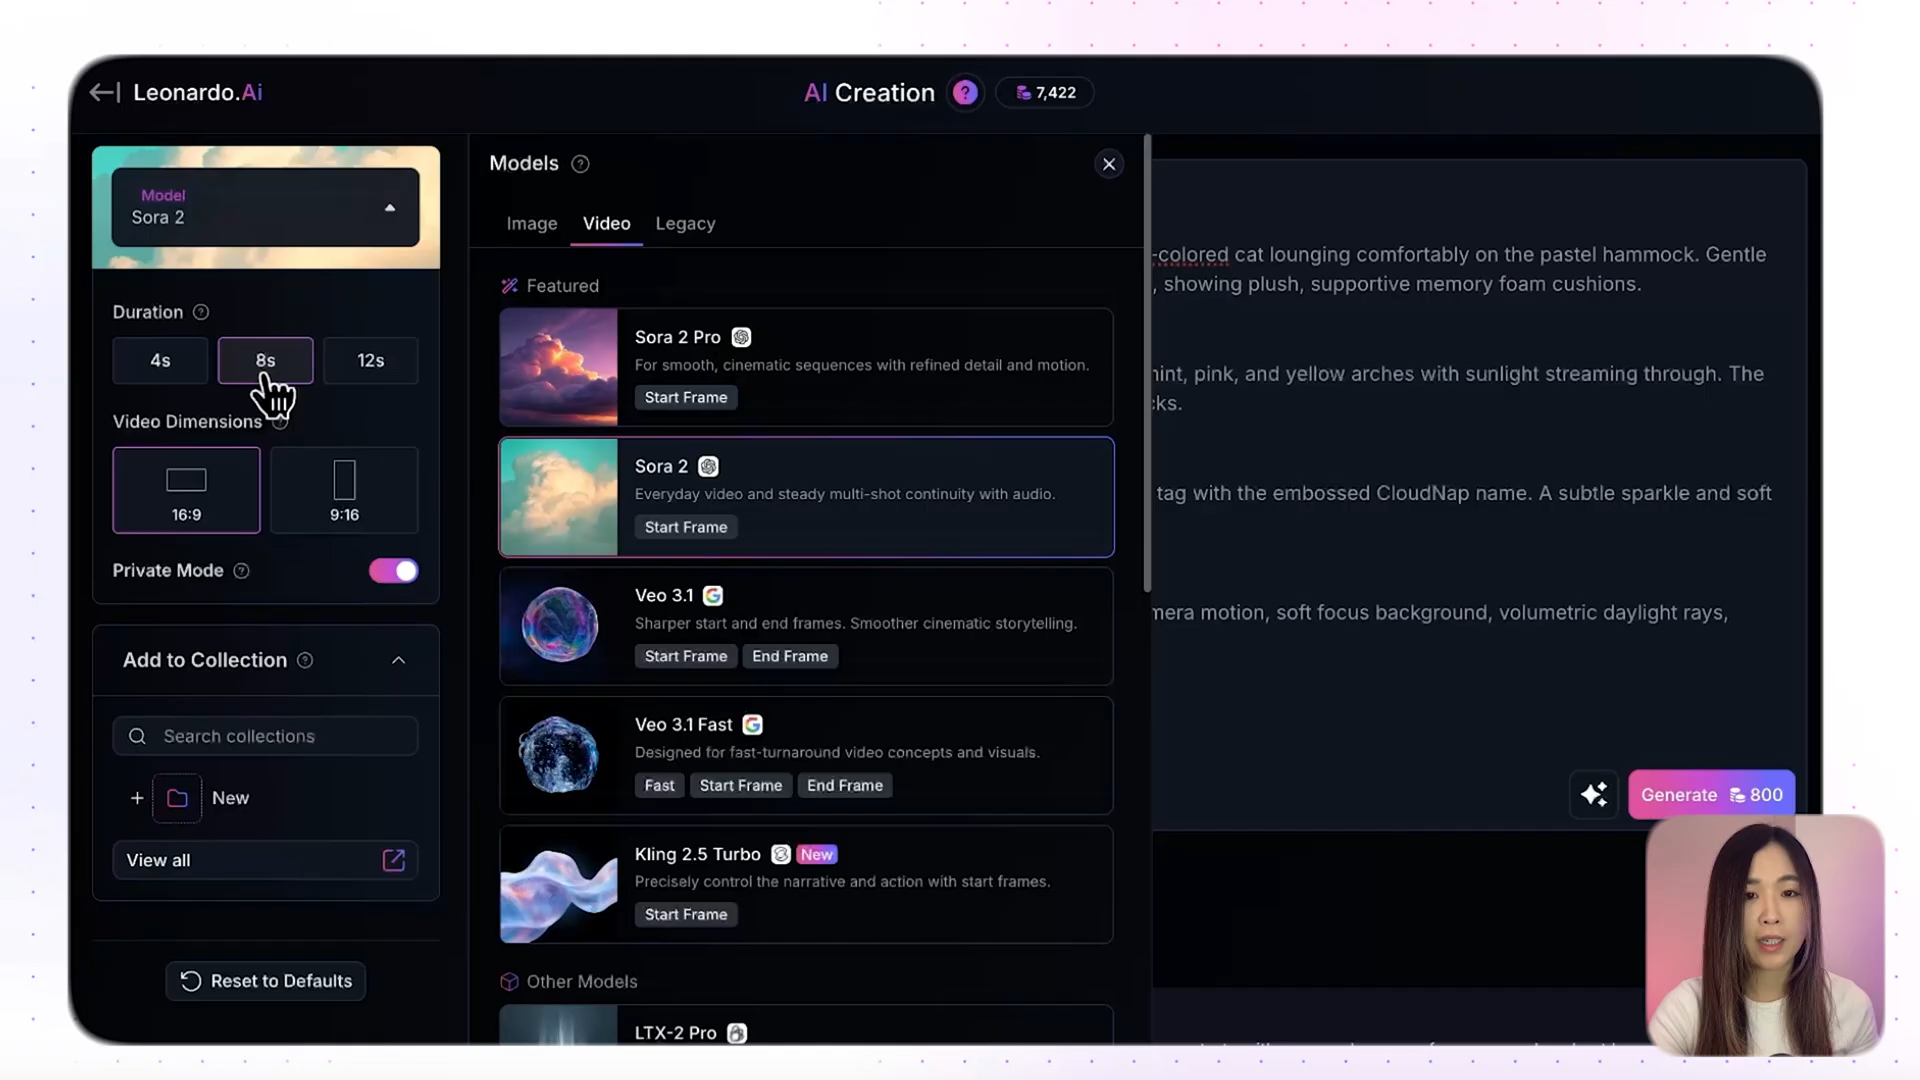 Leonardo.Ai
AI Creation ? 7,422
Model
Sora 2
Duration ?
4s 8s 12s
Video Dimensions
16:9 9:16
Private Mode ?
Add to Collection ?
Search collections
+ New
View all
Reset to Defaults
Models ?
Image Video Legacy
Featured
Sora 2 Pro
For smooth, cinematic sequences with refined detail and motion.
Start Frame
Sora 2
Everyday video and steady multi-shot continuity with audio.
Start Frame
Veo 3.1 G
Sharper start and end frames. Smoother cinematic storytelling.
Start Frame End Frame
Veo 3.1 Fast G
Designed for fast-turnaround video concepts and visuals.
Fast Start Frame End Frame
Kling 2.5 Turbo New
Precisely control the narrative and action with start frames.
Start Frame
Other Models
LTX-2 Pro
-colored cat lounging comfortably on the pastel hammock. Gentle
, showing plush, supportive memory foam cushions.
pink, and yellow arches with sunlight streaming through. The
tag with the embossed CloudNap name. A subtle sparkle and soft
motion, soft focus background, volumetric daylight rays,
Generate 800